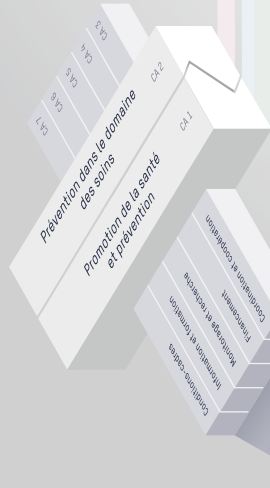 CA 3
CA 4
CA 5
CA 6
CA 7
CA 2
Prévention dans le domaine
des soins
CA 1
Promotion de la santé
et prévention
Coordination et coopération
Financement
Monitorage et recherche
Information et formation
Conditions-cadres